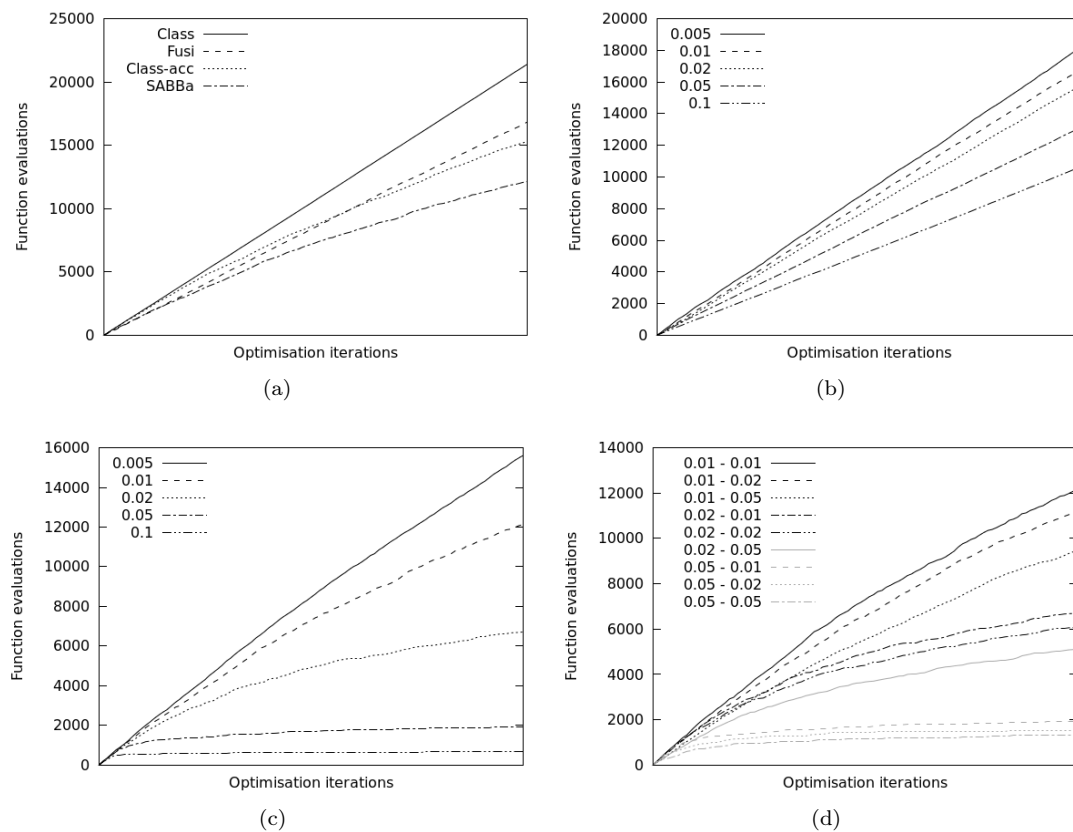 25000
20000
15000
10000
5000
0
Function evaluations
Class
Fusi
Class-acc
SABBa
Optimisation iterations
(a)
20000
18000
16000
14000
12000
10000
8000
6000
4000
2000
0
Function evaluations
0.005
0.01
0.02
0.05
0.1
Optimisation iterations
(b)
16000
14000
12000
10000
8000
6000
4000
2000
0
Function evaluations
0.005
0.01
0.02
0.05
0.1
Optimisation iterations
(c)
14000
12000
10000
8000
6000
4000
2000
0
Function evaluations
0.01 - 0.01
0.01 - 0.02
0.01 - 0.05
0.02 - 0.01
0.02 - 0.02
0.02 - 0.05
0.05 - 0.01
0.05 - 0.02
0.05 - 0.05
Optimisation iterations
(d)